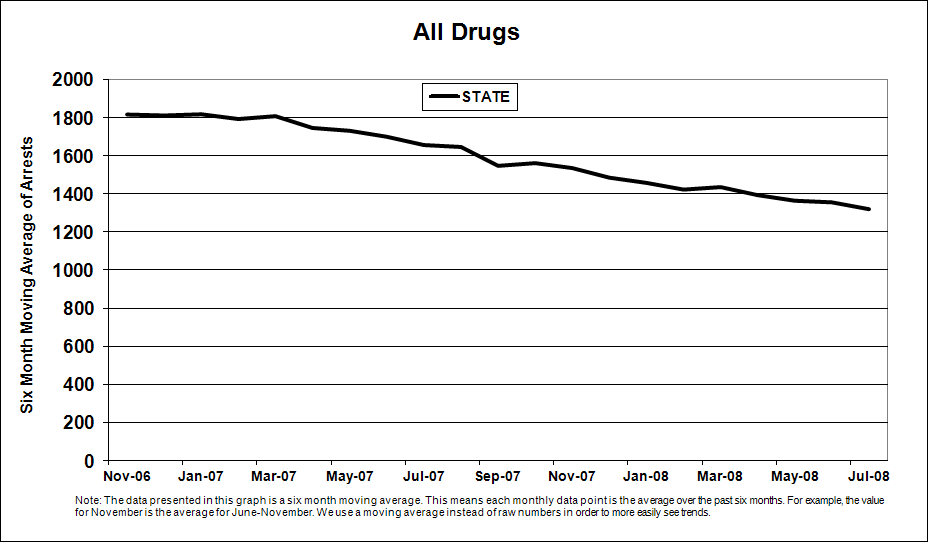 All Drugs
STATE
Six Month Moving Average of Arrests
2000
1800
1600
1400
1200
1000
800
600
400
200
0
Nov-06 Jan-07 Mar-07 May-07 Jul-07 Sep-07 Nov-07 Jan-08 Mar-08 May-08 Jul-08
Note: The data presented in this graph is a six month moving average. This means each monthly data point is the average over the past six months. For example, the value
for November is the average for June-November. We use a moving average instead of raw numbers in order to more easily see trends.